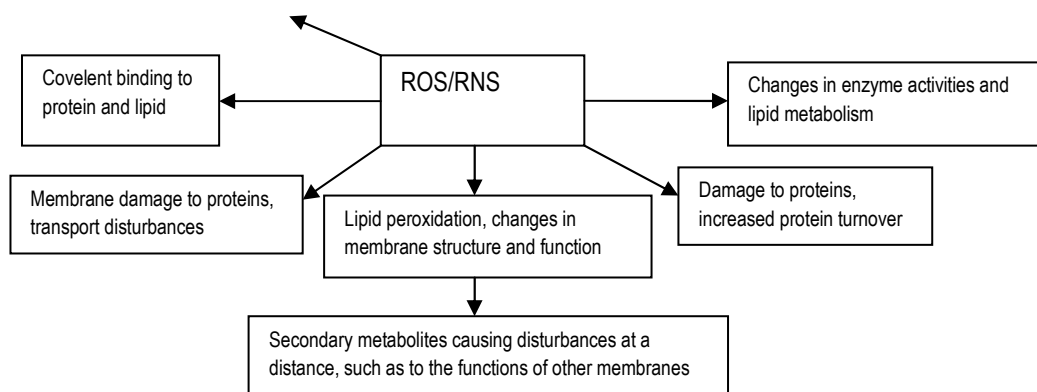 ROS/RNS
Covelent binding to
protein and lipid
Changes in enzyme activities and
lipid metabolism
Membrane damage to proteins,
transport disturbances
Lipid peroxidation, changes in
membrane structure and function
Damage to proteins,
increased protein turnover
Secondary metabolites causing disturbances at a
distance, such as to the functions of other membranes